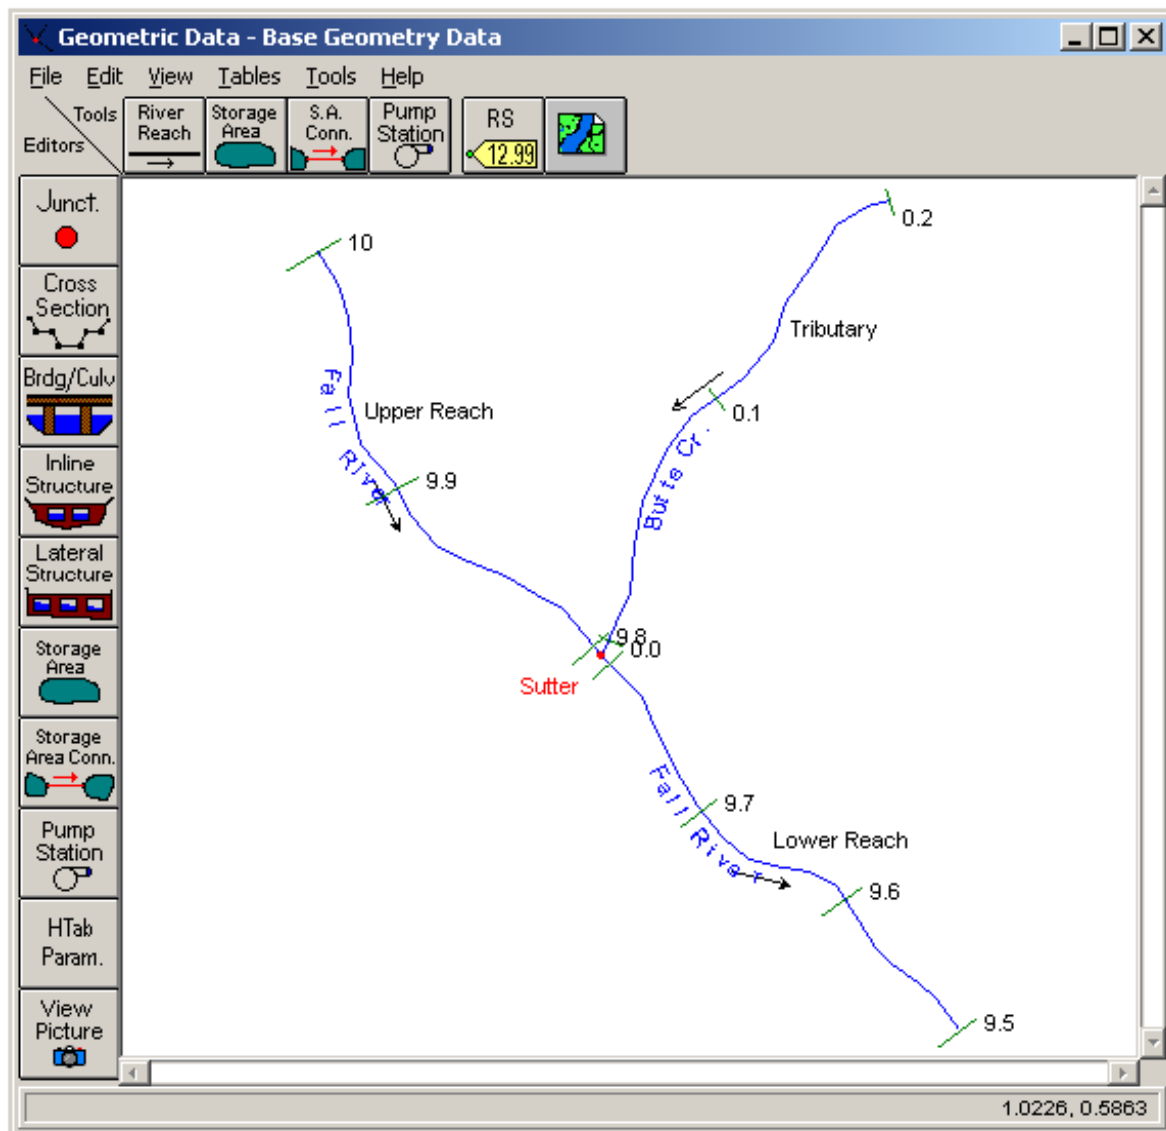 Geometric Data - Base Geometry Data
File Edit View Tables Tools Help
Tools
Editors
River
Reach
Storage
Area
S.A.
Conn.
Pump
Station
RS
12.99
Junct.
Cross
Section
Brdg/Culv
Inline
Structure
Lateral
Structure
Storage
Area
Storage
Area Conn.
Pump
Station
HTab
Param.
View
Picture
10
0.2
Tributary
Fall River
Upper Reach
0.1
Butte Cr.
9.9
9.8
0.0
Sutter
Fall River
9.7
Lower Reach
9.6
9.5
1.0226, 0.5863